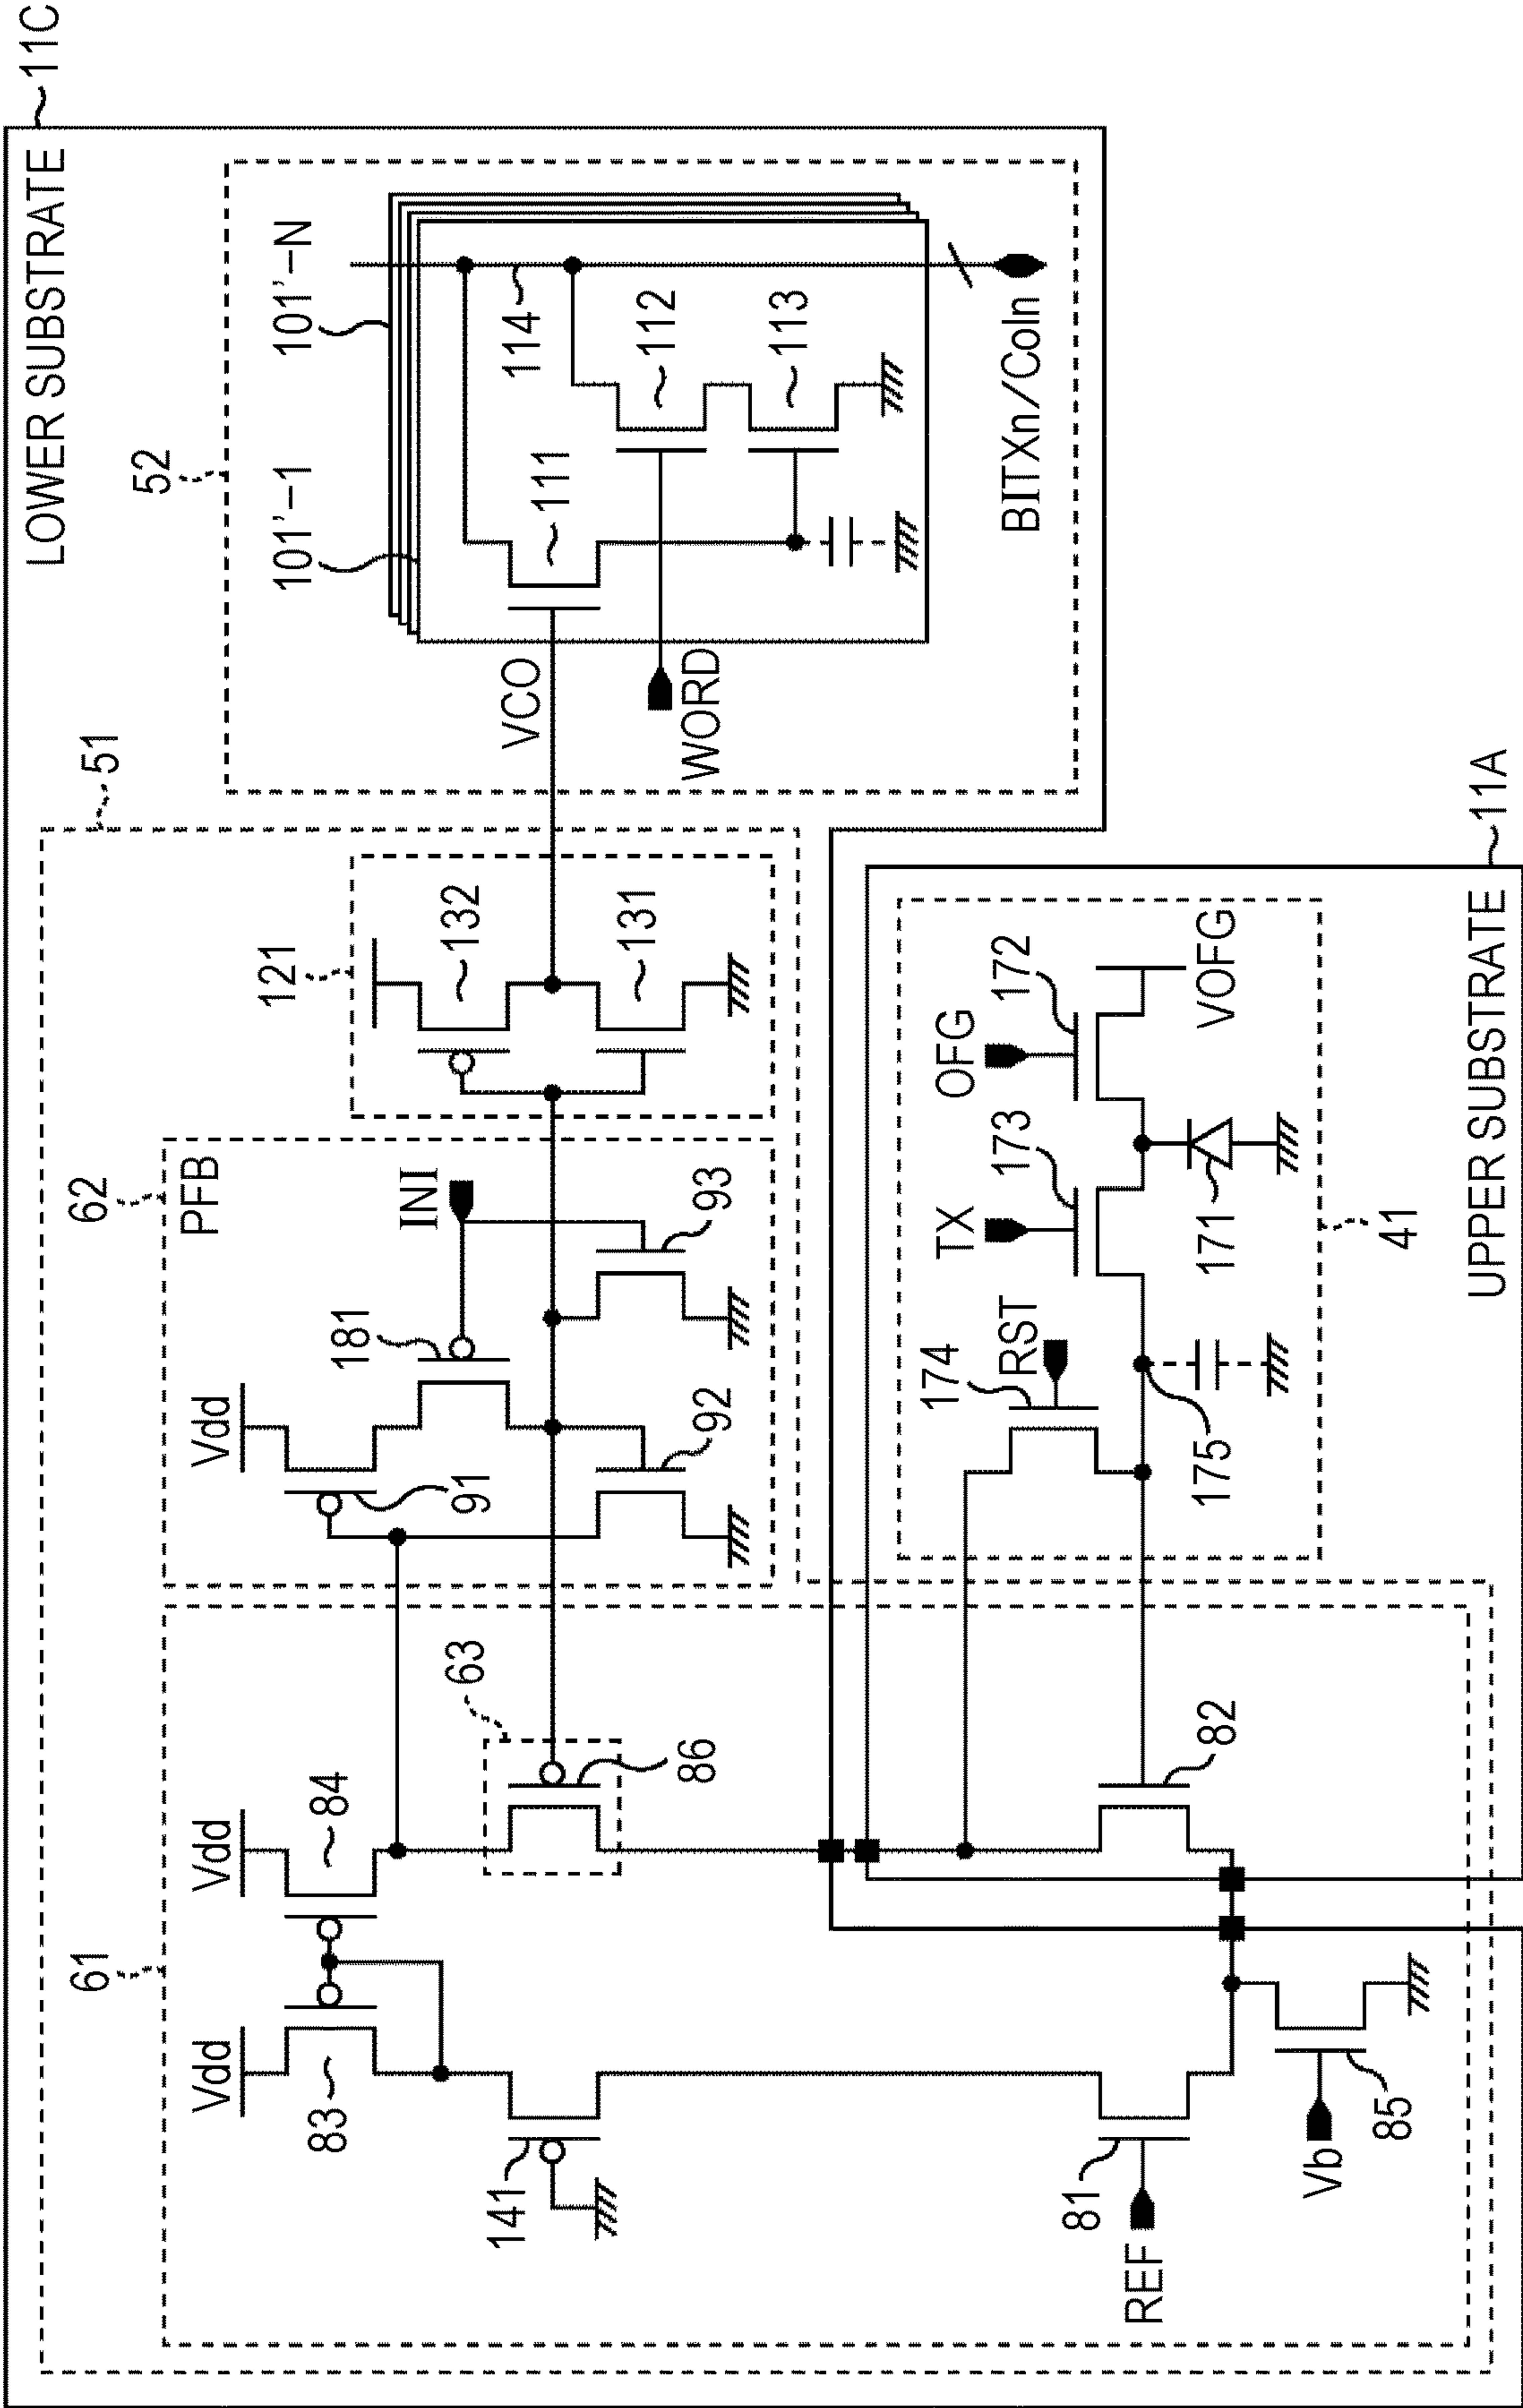 11C
LOWER SUBSTRATE
51
52
101'-1
101'-N
61
62
PFB
121
Vdd
83
Vdd
84
Vdd
91
181
INI
132
VCO
111
114
112
113
WORD
BITXn/Coln
141
63
86
92
93
131
REF
81
82
Vb
85
174
RST
175
TX
173
OFG
172
171
VOFG
41
UPPER SUBSTRATE
11A